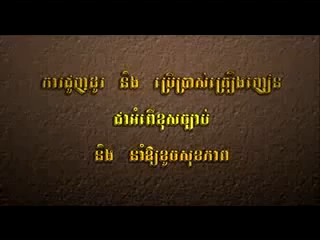 ការជួញដូរ និង ប្រើប្រាស់គ្រឿងញៀន
ជាអំពើខុសច្បាប់
និង នាំឱ្យខូចសុខភាព